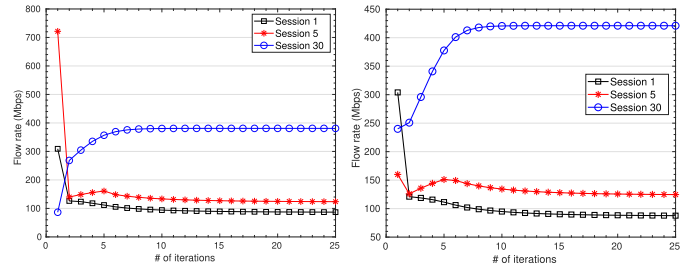 800
700
600
500
400
300
200
100
0
Flow rate (Mbps)
0 5 10 15 20 25
# of iterations
Session 1
Session 5
Session 30
450
400
350
300
250
200
150
100
50
Flow rate (Mbps)
0 5 10 15 20 25
# of iterations
Session 1
Session 5
Session 30